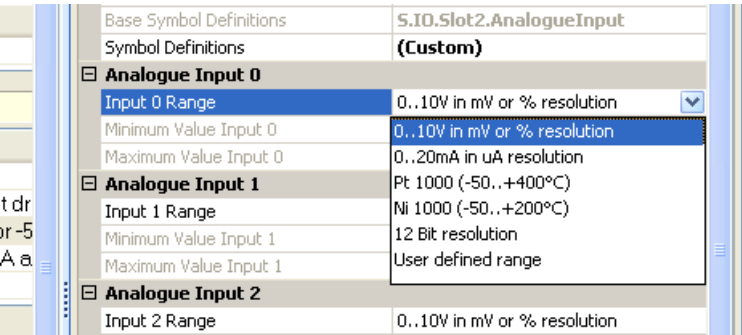 Base Symbol Definitions S.IO.Slot2.AnalogueInput
Symbol Definitions (Custom)
Analogue Input 0
Input 0 Range 0..10V in mV or % resolution
Minimum Value Input 0 0..10V in mV or % resolution
Maximum Value Input 0 0..20mA in uA resolution
Analogue Input 1 Pt 1000 (-50..+400°C)
t dr Input 1 Range Ni 1000 (-50..+200°C)
or -5 Minimum Value Input 1 12 Bit resolution
A a Maximum Value Input 1 User defined range
Analogue Input 2
Input 2 Range 0..10V in mV or % resolution